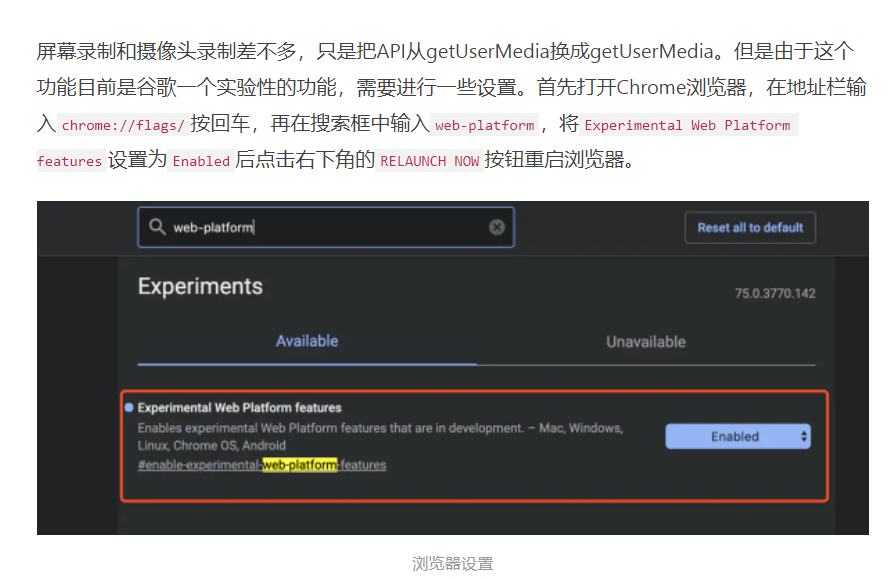 屏幕录制和摄像头录制差不多，只是把API从getUserMedia换成getUserMedia。但是由于这个
功能目前是谷歌一个实验性的功能，需要进行一些设置。首先打开Chrome浏览器，在地址栏输
入 chrome://flags/ 按回车，再在搜索框中输入 web-platform ，将 Experimental Web Platform
features 设置为 Enabled 后点击右下角的 RELAUNCH NOW 按钮重启浏览器。
web-platform
Reset all to default
Experiments
75.0.3770.142
Available
Unavailable
Experimental Web Platform features
Enables experimental Web Platform features that are in development. – Mac, Windows,
Linux, Chrome OS, Android
#enable-experimental-web-platform-features
Enabled
浏览器设置